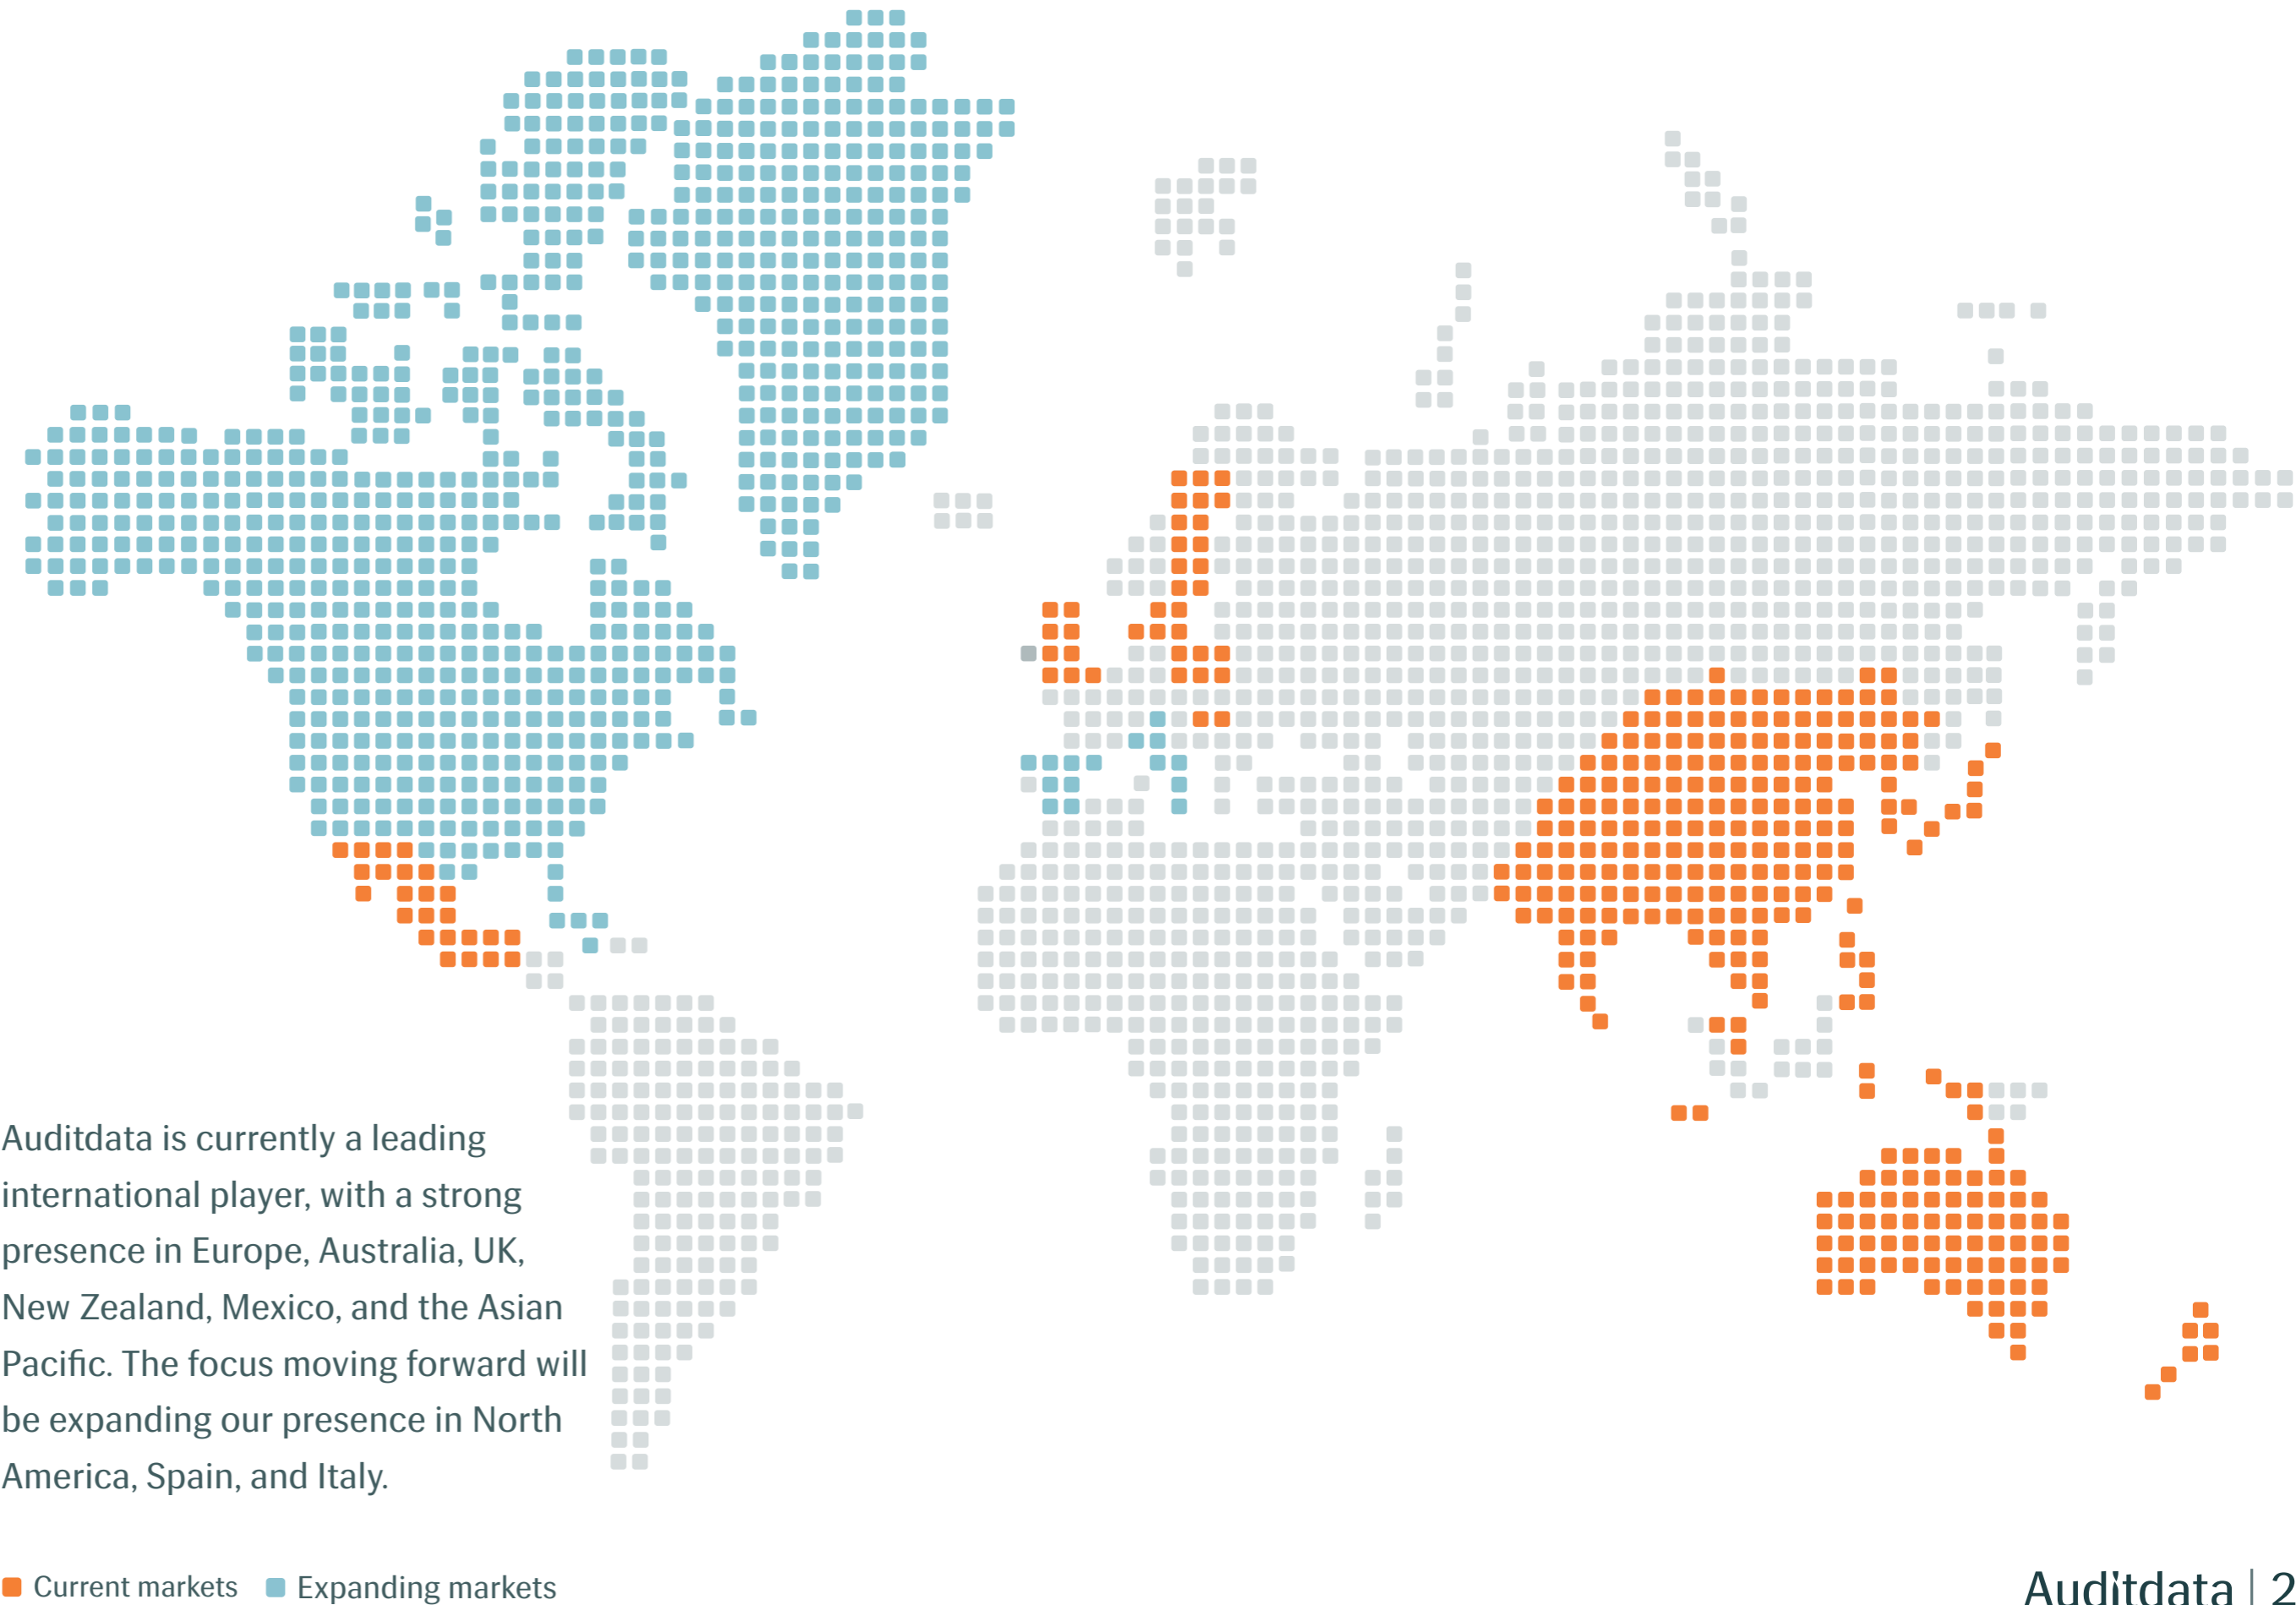 Auditdata is currently a leading
international player, with a strong
presence in Europe, Australia, UK,
New Zealand, Mexico, and the Asian
Pacific. The focus moving forward will
be expanding our presence in North
America, Spain, and Italy.
Current markets
Expanding markets
Auditdata | 2